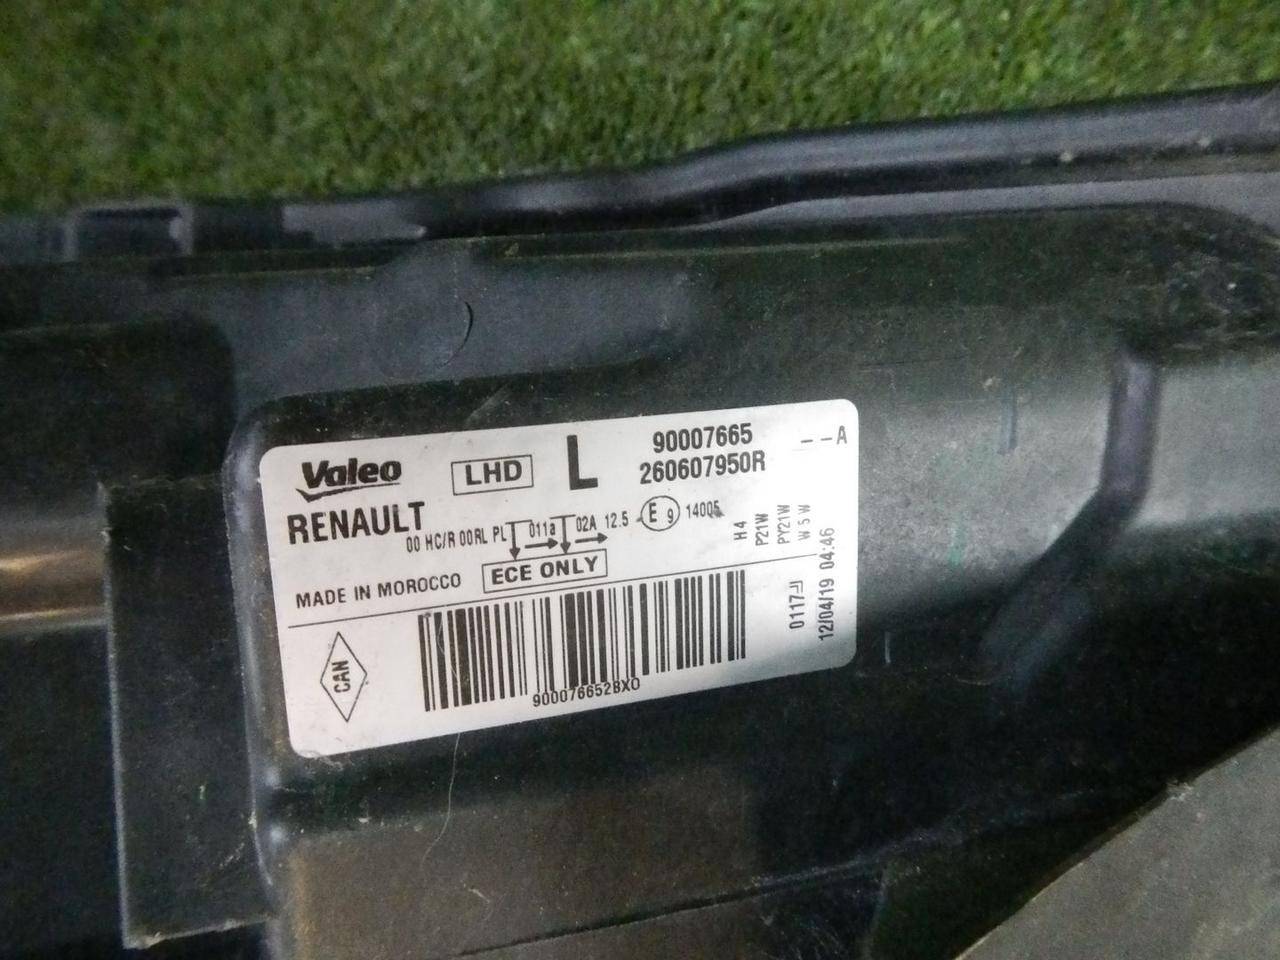 Valeo LHD L 90007665 - - A
260607950R
RENAULT
00 HC/R 00RL PL 011a 02A 12.5 E 9 14005
MADE IN MOROCCO ECE ONLY
H4
P21W
PY21W
W5W
CAN
900076652BX0
0117
12/04/19 04:46